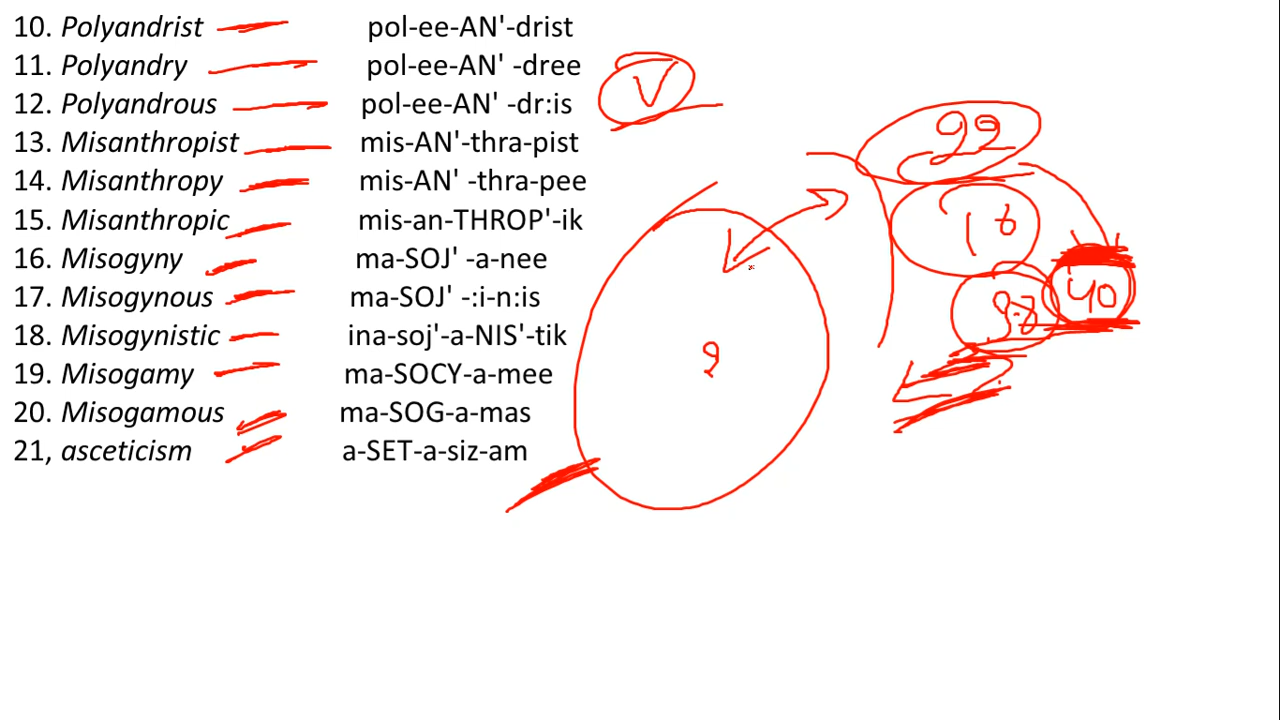 10. Polyandrist pol-ee-AN'-drist
11. Polyandry pol-ee-AN' -dree
12. Polyandrous pol-ee-AN' -dr:is
13. Misanthropist mis-AN'-thra-pist
14. Misanthropy mis-AN' -thra-pee
15. Misanthropic mis-an-THROP'-ik
16. Misogyny ma-SOJ' -a-nee
17. Misogynous ma-SOJ' -:i-n:is
18. Misogynistic ina-soj'-a-NIS'-tik
19. Misogamy ma-SOCY-a-mee
20. Misogamous ma-SOG-a-mas
21, asceticism a-SET-a-siz-am
V
16
40